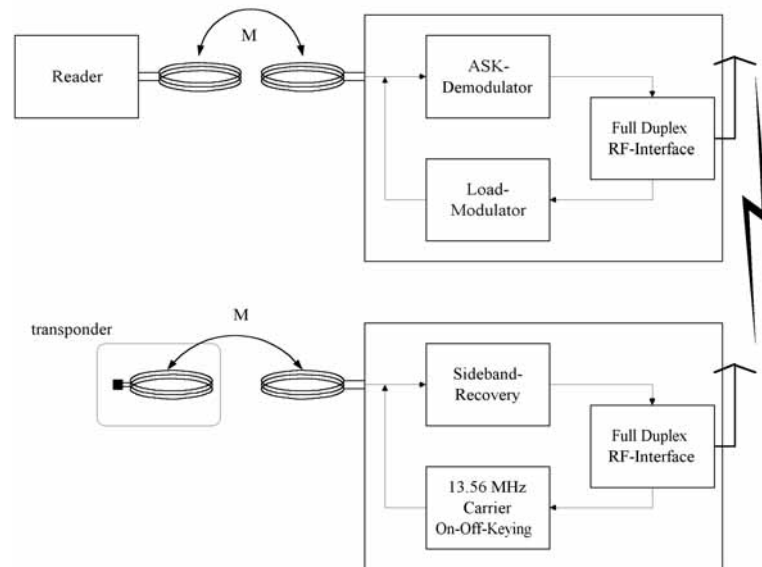 M
Reader
ASK-
Demodulator
Full Duplex
RF-Interface
Load-
Modulator
transponder
M
Sideband-
Recovery
Full Duplex
RF-Interface
13.56 MHz
Carrier
On-Off-Keying